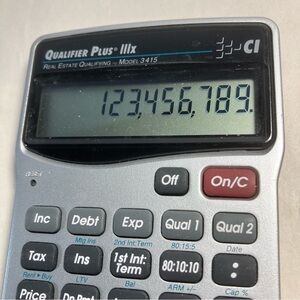 QUALIFIER PLUS® IIIx
REAL ESTATE QUALIFYING — MODEL 3415
CI
123,456,789.
Off
On/C
Inc
Debt
Exp
Qual 1
Qual 2
Mtg Ins
2nd Int:Term
80:15:5
Date
Tax
Ins
1st Int:
Term
80:10:10
:
Rent▸Buy
LTV
Bal
ARM +/-
Cap %
Price